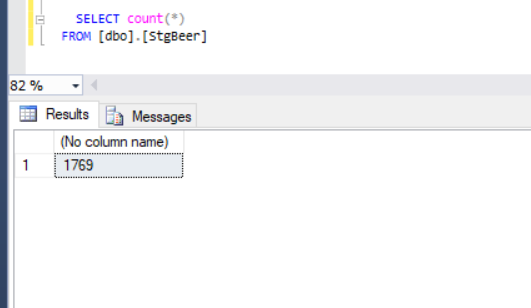 SELECT count(*)
FROM [dbo].[StgBeer]
82 %
Results Messages
(No column name)
1 1769